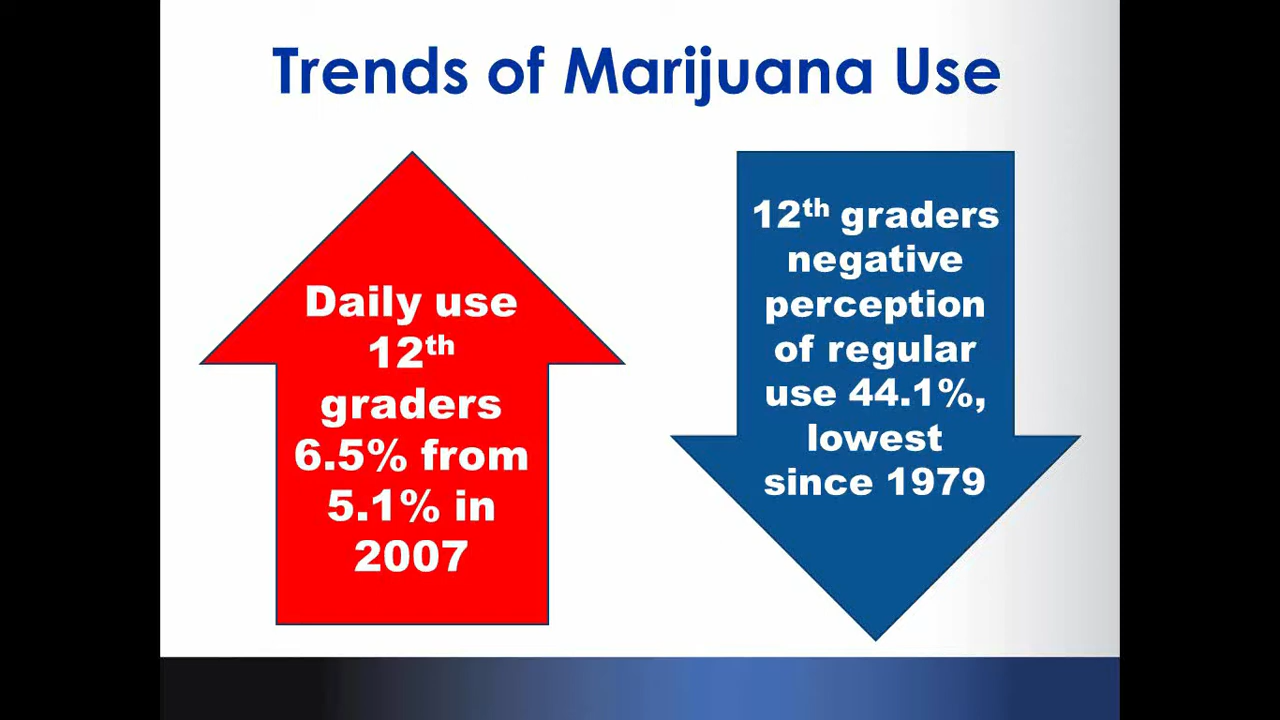 Trends of Marijuana Use
Daily use
12th
graders
6.5% from
5.1% in
2007
12th graders
negative
perception
of regular
use 44.1%,
lowest
since 1979